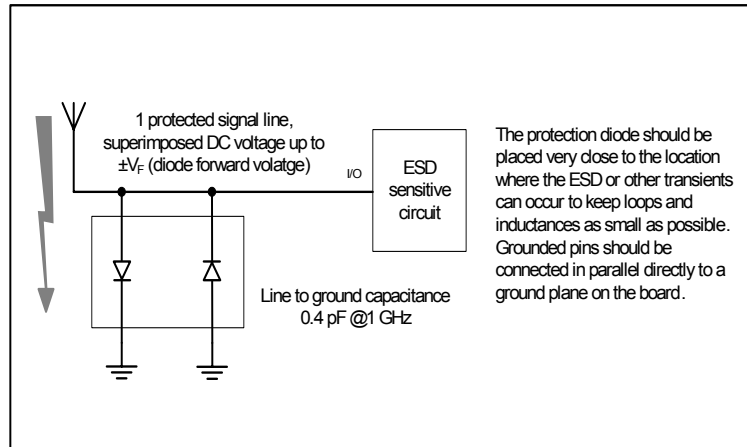 1 protected signal line,
superimposed DC voltage up to
±VF (diode forward volatge)
I/O
ESD
sensitive
circuit
The protection diode should be
placed very close to the location
where the ESD or other transients
can occur to keep loops and
inductances as small as possible.
Grounded pins should be
connected in parallel directly to a
ground plane on the board.
Line to ground capacitance
0.4 pF @1 GHz